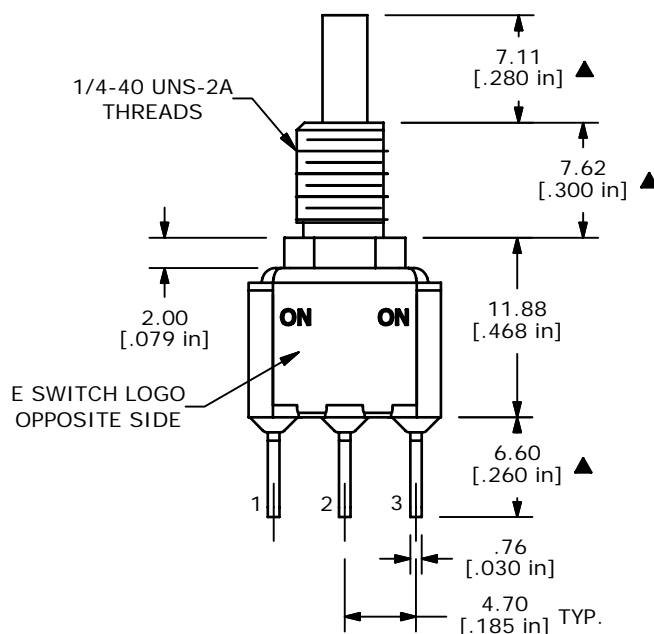 7.11
[.280 in] ▲
1/4-40 UNS-2A
THREADS
7.62
[.300 in] ▲
2.00
[.079 in]
ON ON
11.88
[.468 in]
E SWITCH LOGO
OPPOSITE SIDE
6.60
[.260 in] ▲
1 2 3
.76
[.030 in]
4.70
[.185 in] TYP.